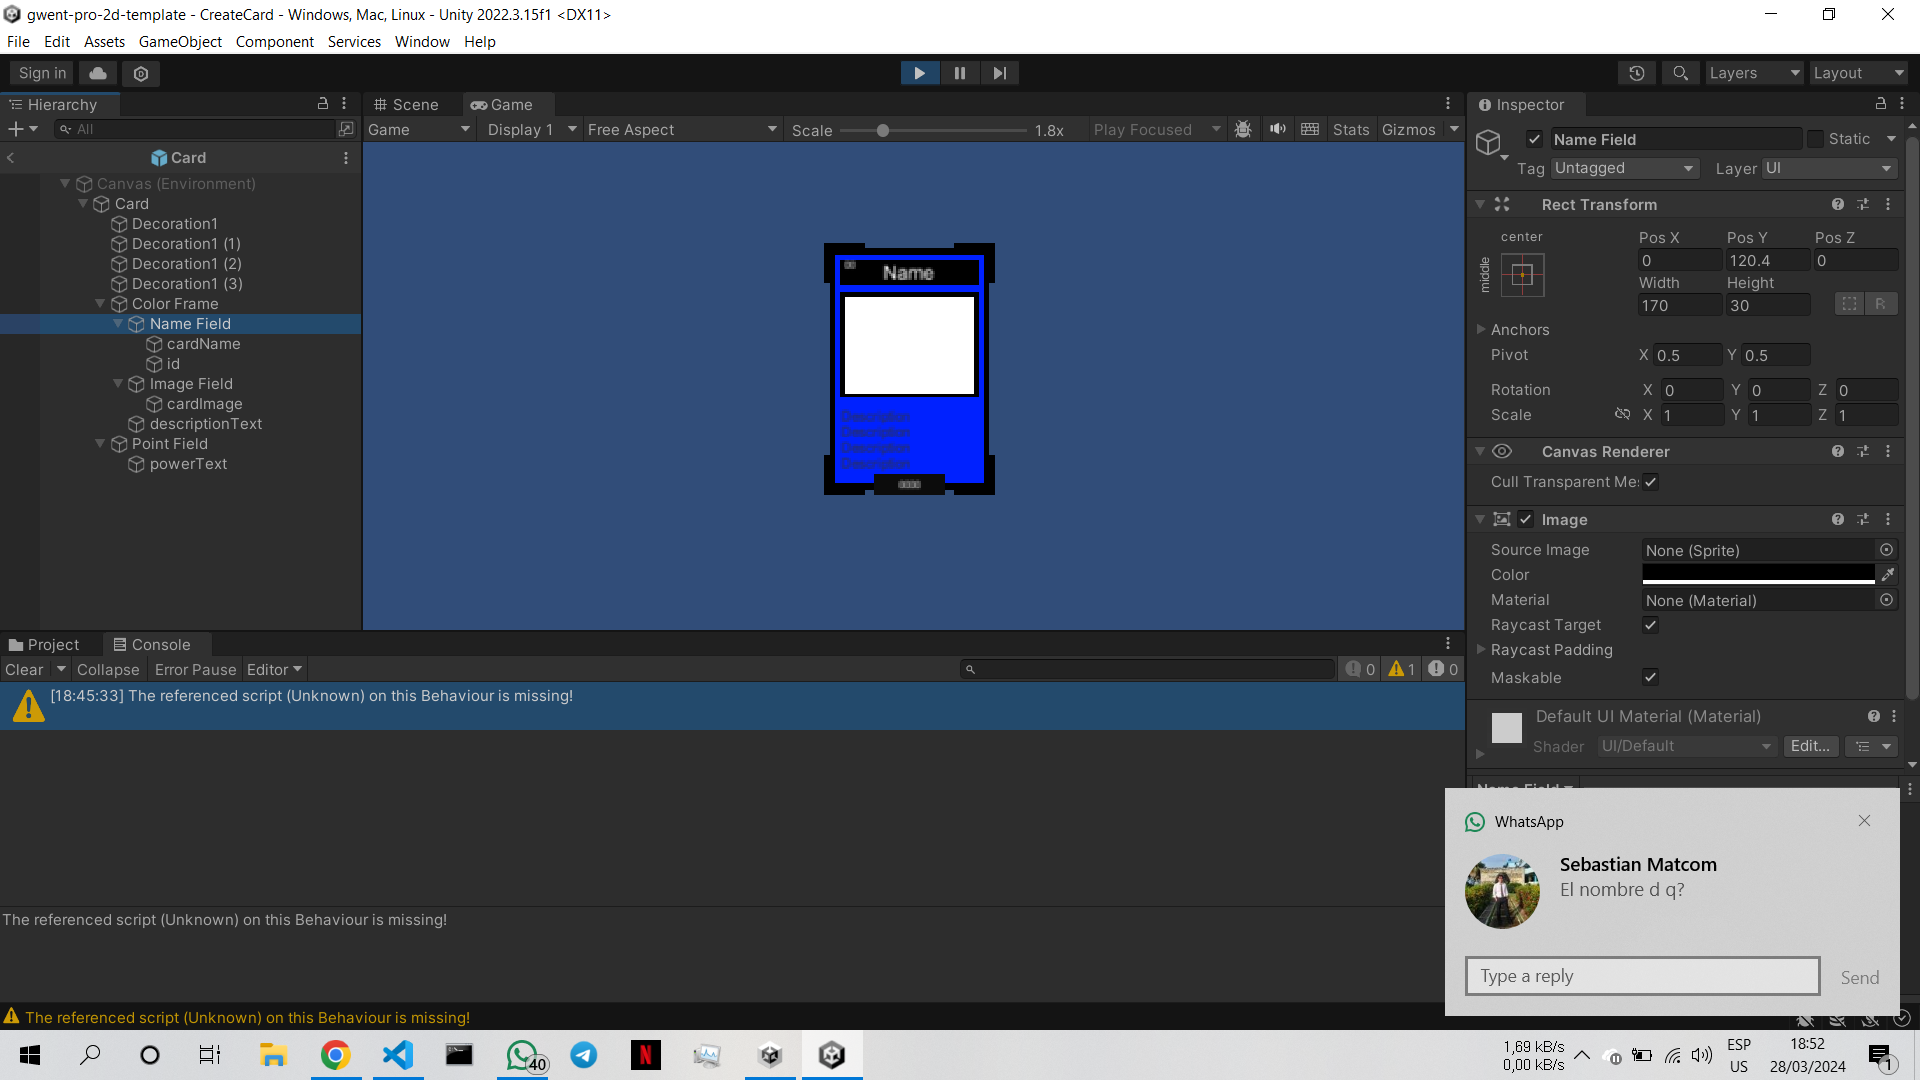 gwent-pro-2d-template - CreateCard - Windows, Mac, Linux - Unity 2022.3.15f1 <DX11>
File Edit Assets GameObject Component Services Window Help
Sign in
Layers
Layout
Hierarchy
All
Card
Canvas (Environment)
Card
Decoration1
Decoration1 (1)
Decoration1 (2)
Decoration1 (3)
Color Frame
Name Field
cardName
id
Image Field
cardImage
descriptionText
Point Field
powerText
Scene
Game
Game
Display 1
Free Aspect
Scale
1.8x
Play Focused
Stats
Gizmos
Name
Inspector
Name Field
Static
Tag Untagged
Layer UI
Rect Transform
center
middle
Pos X Pos Y Pos Z
0 120.4 0
Width Height
170 30
R
Anchors
Pivot X 0.5 Y 0.5
Rotation X 0 Y 0 Z 0
Scale X 1 Y 1 Z 1
Canvas Renderer
Cull Transparent Me
Image
Source Image None (Sprite)
Color
Material None (Material)
Raycast Target
Raycast Padding
Maskable
Default UI Material (Material)
Shader UI/Default Edit...
Name Field
Project
Console
Clear Collapse Error Pause Editor
0 1 0
[18:45:33] The referenced script (Unknown) on this Behaviour is missing!
The referenced script (Unknown) on this Behaviour is missing!
The referenced script (Unknown) on this Behaviour is missing!
WhatsApp
Sebastian Matcom
El nombre d q?
Type a reply
Send
40
N
1,69 kB/s
0,00 kB/s
ESP
US
18:52
28/03/2024
1